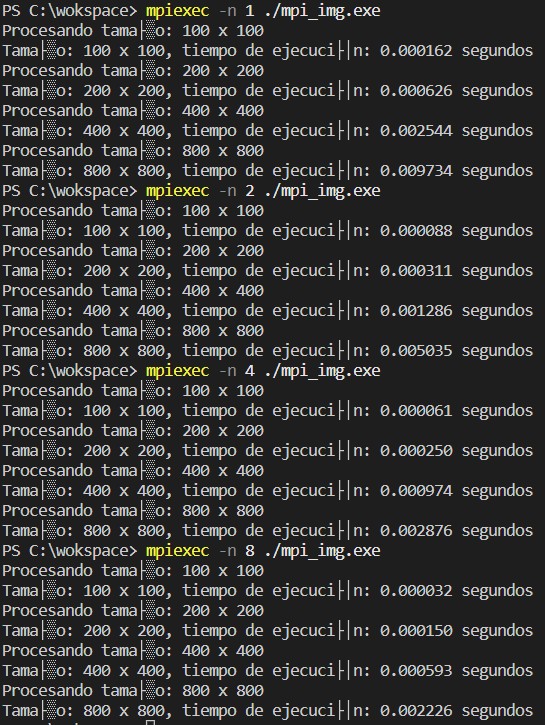 PS C:\wokspace> mpiexec -n 1 ./mpi_img.exe
Procesando tama├▒o: 100 x 100
Tama├▒o: 100 x 100, tiempo de ejecuci├│n: 0.000162 segundos
Procesando tama├▒o: 200 x 200
Tama├▒o: 200 x 200, tiempo de ejecuci├│n: 0.000626 segundos
Procesando tama├▒o: 400 x 400
Tama├▒o: 400 x 400, tiempo de ejecuci├│n: 0.002544 segundos
Procesando tama├▒o: 800 x 800
Tama├▒o: 800 x 800, tiempo de ejecuci├│n: 0.009734 segundos
PS C:\wokspace> mpiexec -n 2 ./mpi_img.exe
Procesando tama├▒o: 100 x 100
Tama├▒o: 100 x 100, tiempo de ejecuci├│n: 0.000088 segundos
Procesando tama├▒o: 200 x 200
Tama├▒o: 200 x 200, tiempo de ejecuci├│n: 0.000311 segundos
Procesando tama├▒o: 400 x 400
Tama├▒o: 400 x 400, tiempo de ejecuci├│n: 0.001286 segundos
Procesando tama├▒o: 800 x 800
Tama├▒o: 800 x 800, tiempo de ejecuci├│n: 0.005035 segundos
PS C:\wokspace> mpiexec -n 4 ./mpi_img.exe
Procesando tama├▒o: 100 x 100
Tama├▒o: 100 x 100, tiempo de ejecuci├│n: 0.000061 segundos
Procesando tama├▒o: 200 x 200
Tama├▒o: 200 x 200, tiempo de ejecuci├│n: 0.000250 segundos
Procesando tama├▒o: 400 x 400
Tama├▒o: 400 x 400, tiempo de ejecuci├│n: 0.000974 segundos
Procesando tama├▒o: 800 x 800
Tama├▒o: 800 x 800, tiempo de ejecuci├│n: 0.002876 segundos
PS C:\wokspace> mpiexec -n 8 ./mpi_img.exe
Procesando tama├▒o: 100 x 100
Tama├▒o: 100 x 100, tiempo de ejecuci├│n: 0.000032 segundos
Procesando tama├▒o: 200 x 200
Tama├▒o: 200 x 200, tiempo de ejecuci├│n: 0.000150 segundos
Procesando tama├▒o: 400 x 400
Tama├▒o: 400 x 400, tiempo de ejecuci├│n: 0.000593 segundos
Procesando tama├▒o: 800 x 800
Tama├▒o: 800 x 800, tiempo de ejecuci├│n: 0.002226 segundos